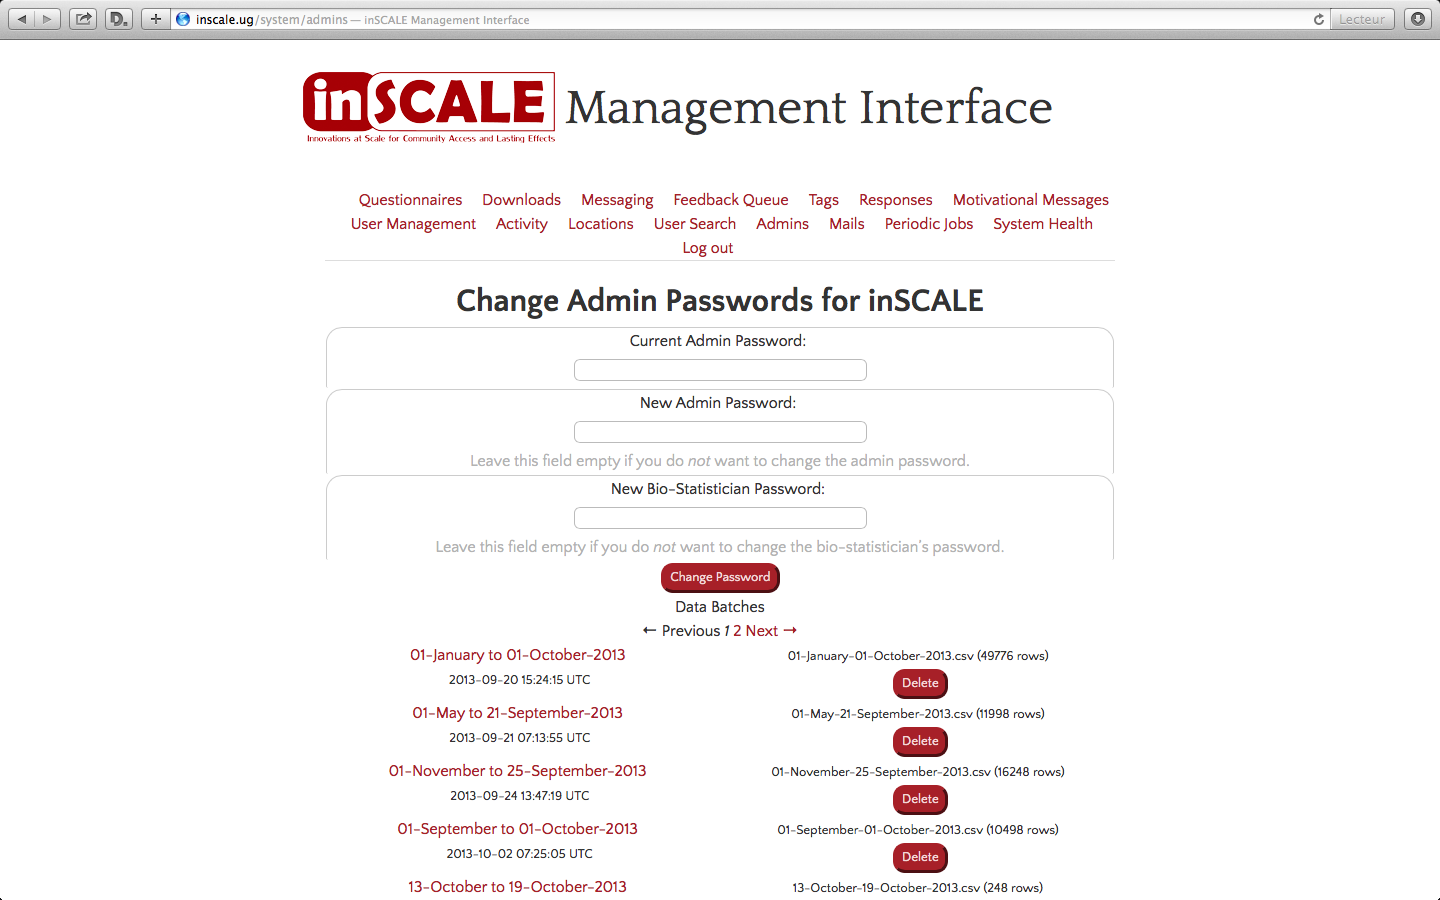 inscale.ug/system/admins — inSCALE Management Interface
Lecteur
inSCALE Management Interface
Innovations at Scale for Community Access and Lasting Effects
Questionnaires Downloads Messaging Feedback Queue Tags Responses Motivational Messages
User Management Activity Locations User Search Admins Mails Periodic Jobs System Health
Log out
Change Admin Passwords for inSCALE
Current Admin Password:
New Admin Password:
Leave this field empty if you do not want to change the admin password.
New Bio-Statistician Password:
Leave this field empty if you do not want to change the bio-statistician's password.
Change Password
Data Batches
← Previous 1 2 Next →
01-January to 01-October-2013 01-January-01-October-2013.csv (49776 rows)
2013-09-20 15:24:15 UTC Delete
01-May to 21-September-2013 01-May-21-September-2013.csv (11998 rows)
2013-09-21 07:13:55 UTC Delete
01-November to 25-September-2013 01-November-25-September-2013.csv (16248 rows)
2013-09-24 13:47:19 UTC Delete
01-September to 01-October-2013 01-September-01-October-2013.csv (10498 rows)
2013-10-02 07:25:05 UTC Delete
13-October to 19-October-2013 13-October-19-October-2013.csv (248 rows)